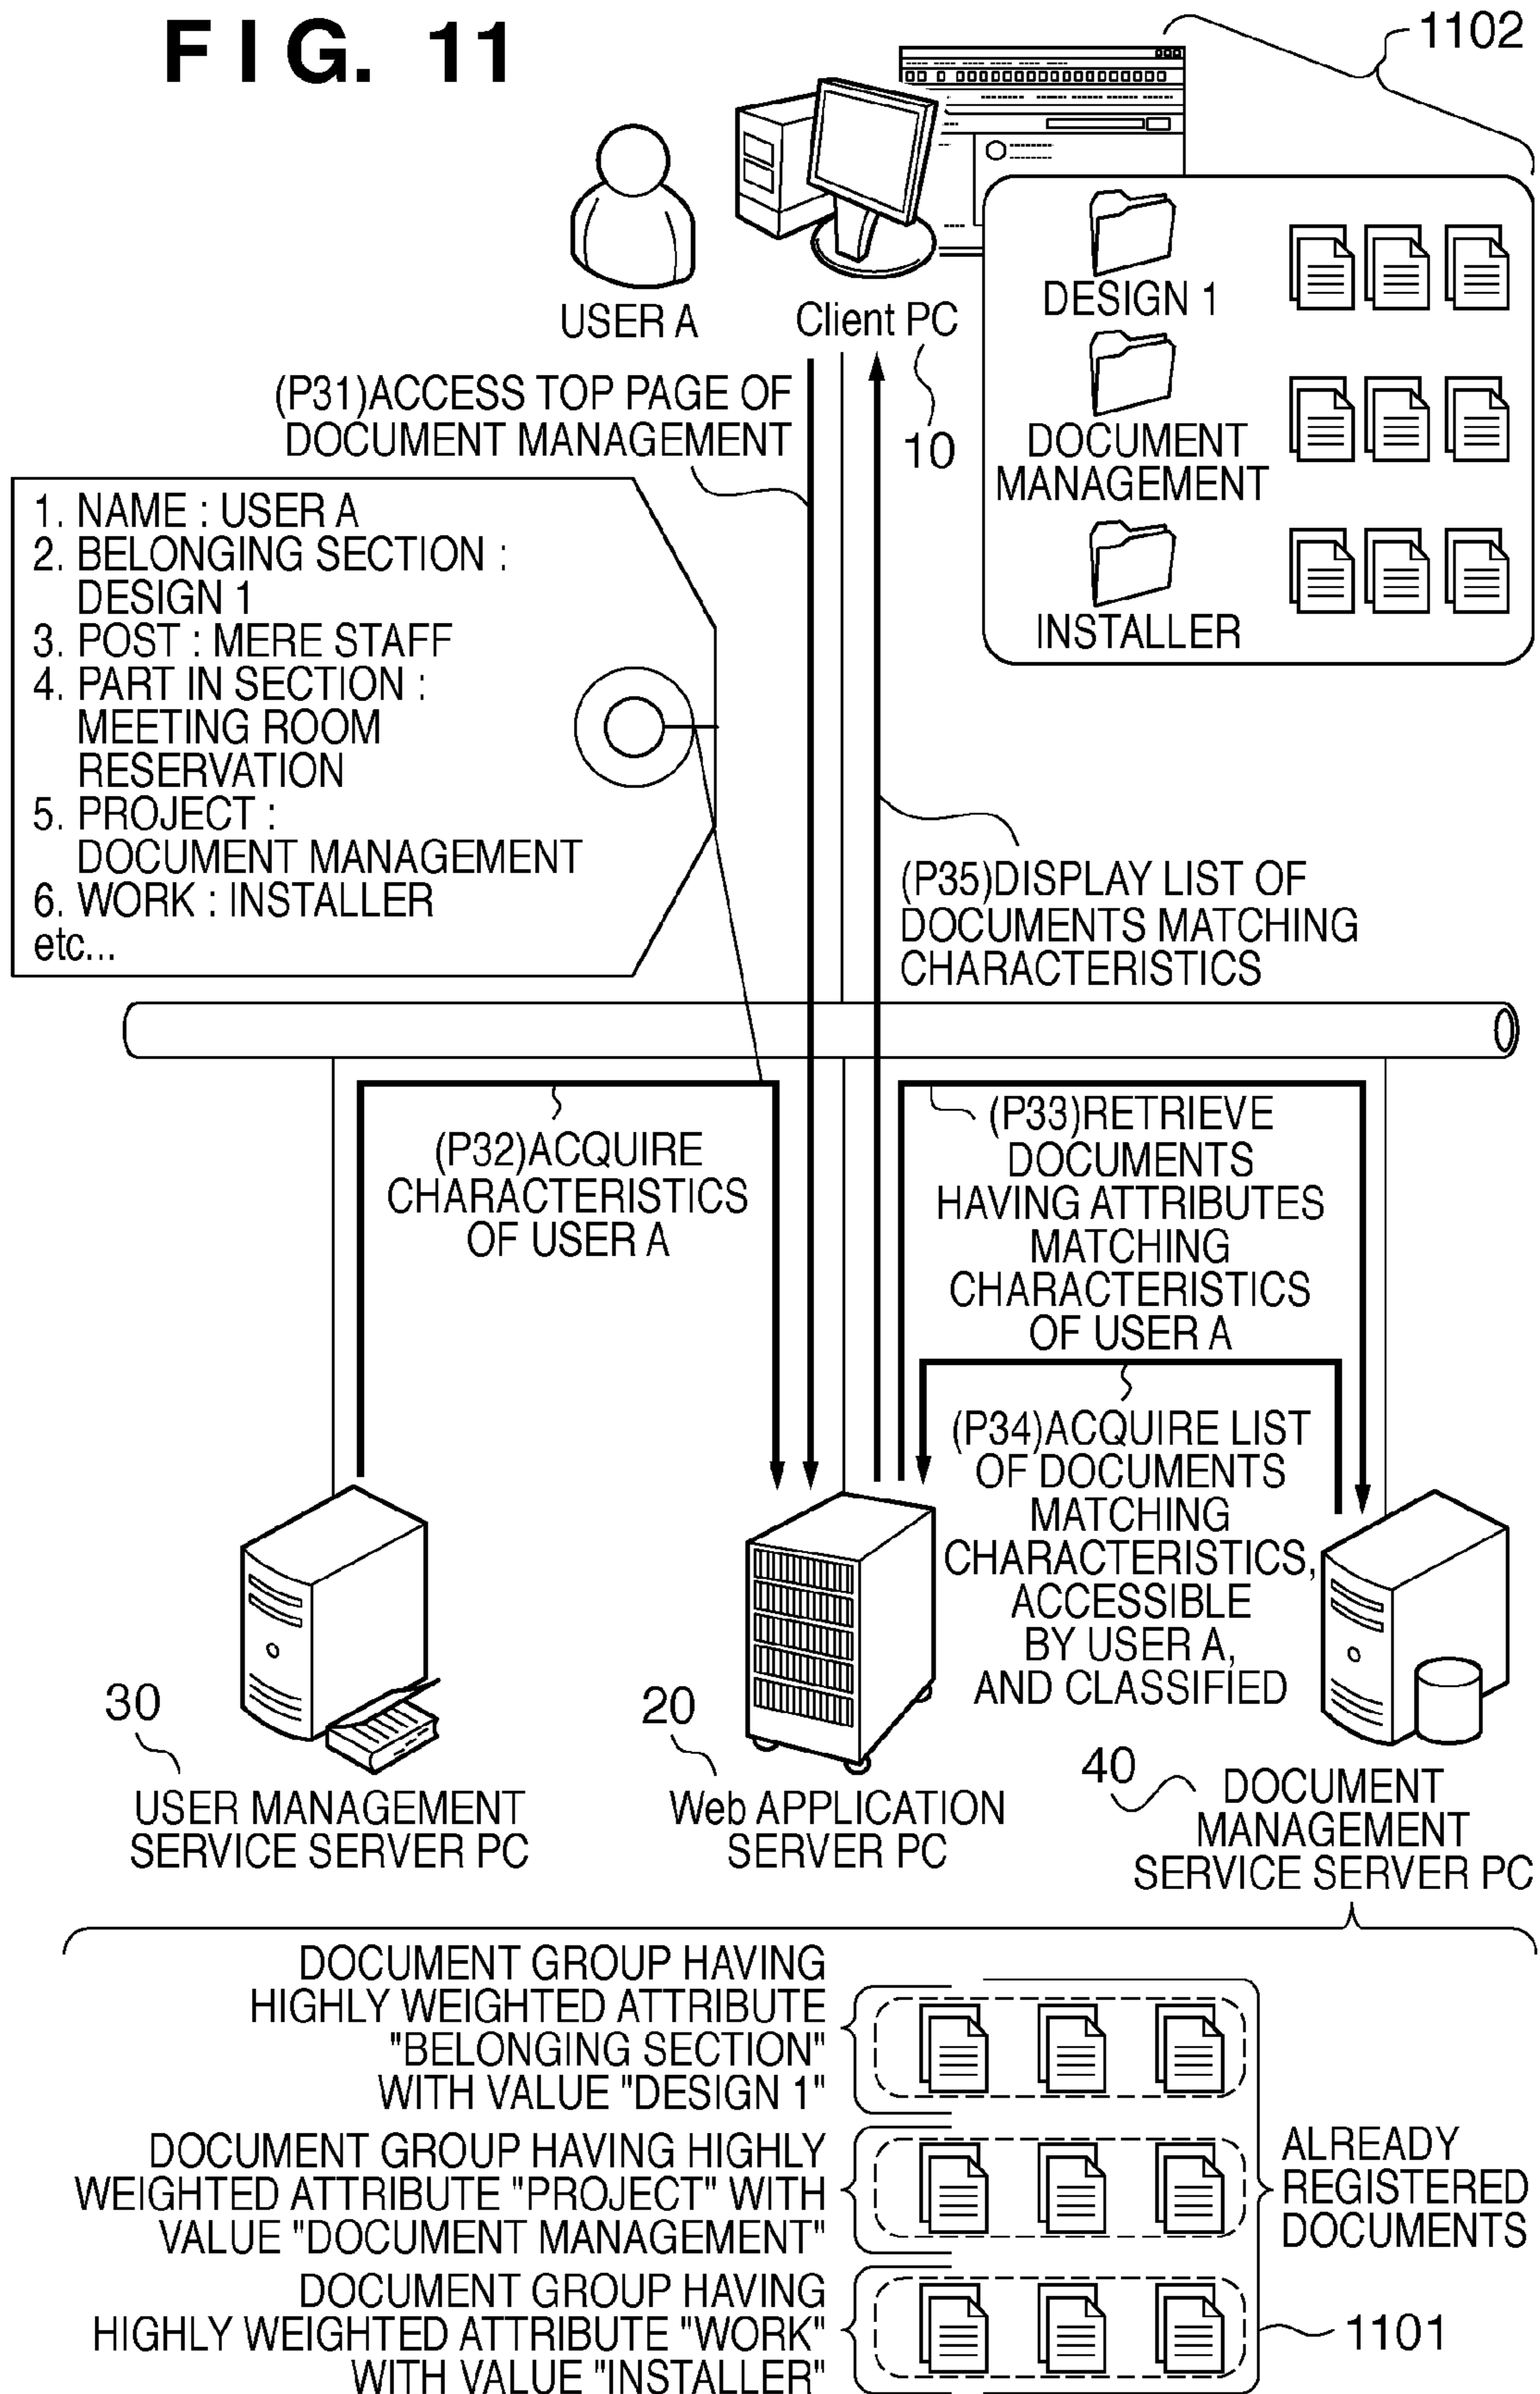 FIG. 11
1102
USER A
Client PC
10
DESIGN 1
DOCUMENT
MANAGEMENT
INSTALLER
(P31)ACCESS TOP PAGE OF
DOCUMENT MANAGEMENT
1. NAME : USER A
2. BELONGING SECTION :
DESIGN 1
3. POST : MERE STAFF
4. PART IN SECTION :
MEETING ROOM
RESERVATION
5. PROJECT :
DOCUMENT MANAGEMENT
6. WORK : INSTALLER
etc...
(P35)DISPLAY LIST OF
DOCUMENTS MATCHING
CHARACTERISTICS
(P32)ACQUIRE
CHARACTERISTICS
OF USER A
(P33)RETRIEVE
DOCUMENTS
HAVING ATTRIBUTES
MATCHING
CHARACTERISTICS
OF USER A
(P34)ACQUIRE LIST
OF DOCUMENTS
MATCHING
CHARACTERISTICS,
ACCESSIBLE
BY USER A,
AND CLASSIFIED
30
USER MANAGEMENT
SERVICE SERVER PC
20
Web APPLICATION
SERVER PC
40
DOCUMENT
MANAGEMENT
SERVICE SERVER PC
DOCUMENT GROUP HAVING
HIGHLY WEIGHTED ATTRIBUTE
"BELONGING SECTION"
WITH VALUE "DESIGN 1"
DOCUMENT GROUP HAVING HIGHLY
WEIGHTED ATTRIBUTE "PROJECT" WITH
VALUE "DOCUMENT MANAGEMENT"
DOCUMENT GROUP HAVING
HIGHLY WEIGHTED ATTRIBUTE "WORK"
WITH VALUE "INSTALLER"
ALREADY
REGISTERED
DOCUMENTS
1101